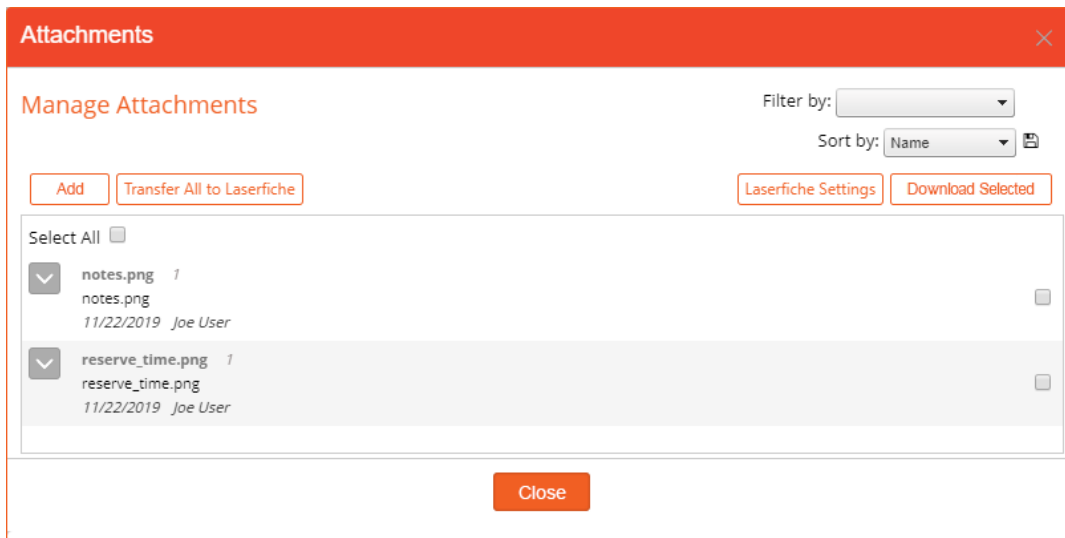 Attachments
Manage Attachments
Filter by:
Sort by: Name
Add Transfer All to Laserfiche Laserfiche Settings Download Selected
Select All
notes.png 1
notes.png
11/22/2019 Joe User
reserve_time.png 1
reserve_time.png
11/22/2019 Joe User
Close